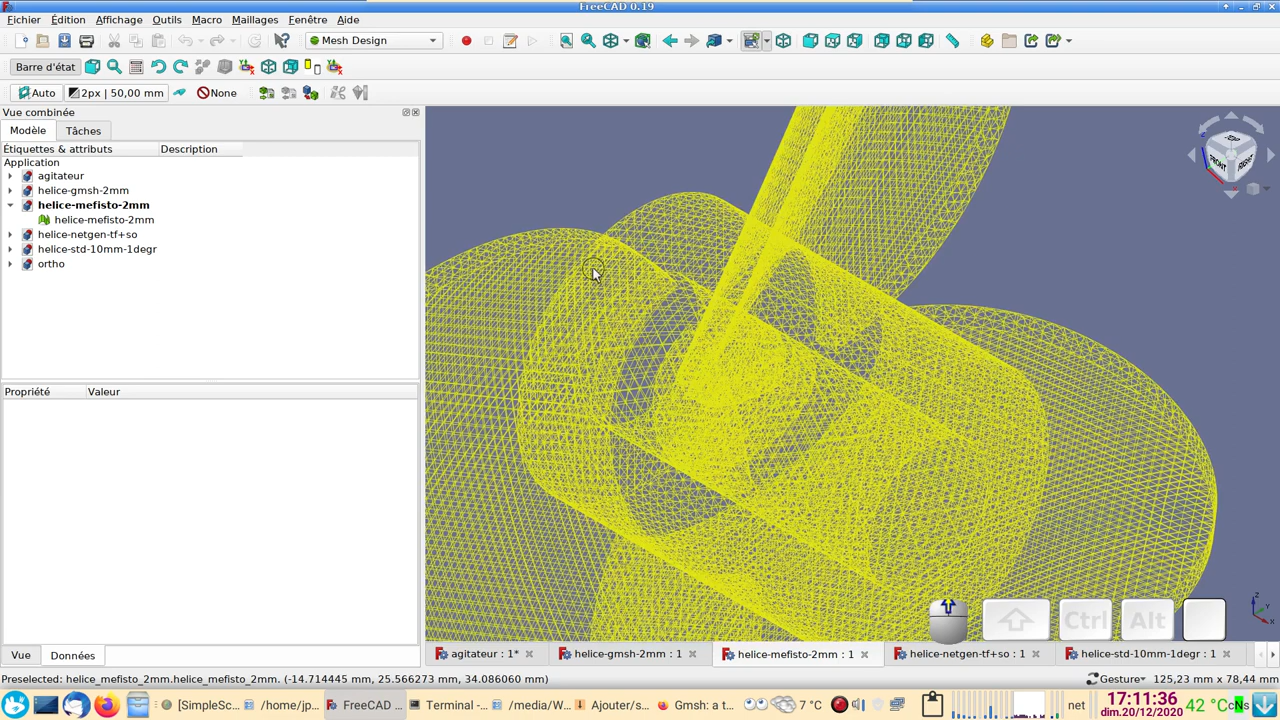 FreeCAD 0.19
Fichier Édition Affichage Outils Macro Maillages Fenêtre Aide
Mesh Design
Barre d'état
Auto 2px | 50,00 mm None
Vue combinée
Modèle Tâches
Étiquettes & attributs Description
Application
agitateur
helice-gmsh-2mm
helice-mefisto-2mm
helice-mefisto-2mm
helice-netgen-tf+so
helice-std-10mm-1degr
ortho
Propriété Valeur
FRONT RIGHT
Ctrl Alt
Z Y X
Vue Données
agitateur : 1* helice-gmsh-2mm : 1 helice-mefisto-2mm : 1 helice-netgen-tf+so : 1 helice-std-10mm-1degr : 1
Preselected: helice_mefisto_2mm.helice_mefisto_2mm. (-14.714445, 25.566273, 34.086060 mm) Gesture 125,23 mm x 78,44 mm
[SimpleSc... /home/jp... FreeCAD ... Terminal -... /media/W... Ajouter/s... Gmsh: a t... 7 °C 17:11:36 42 °C cNs
dim.20/12/2020